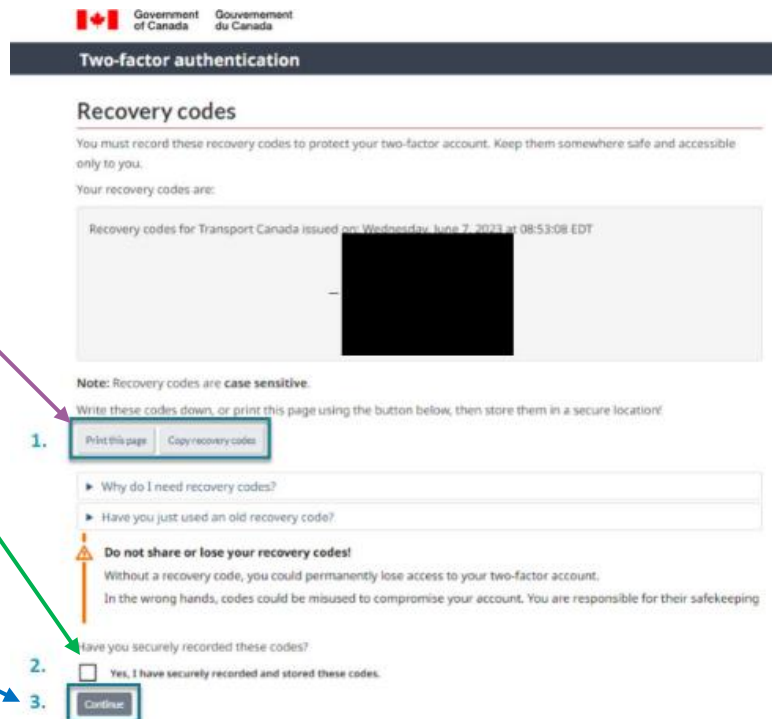 Government Gouvernement
of Canada du Canada
Two-factor authentication
Recovery codes
You must record these recovery codes to protect your two-factor account. Keep them somewhere safe and accessible
only to you.
Your recovery codes are:
Recovery codes for Transport Canada issued on: Wednesday, June 7, 2023 at 08:53:08 EDT
Note: Recovery codes are case sensitive.
Write these codes down, or print this page using the button below, then store them in a secure location!
1. Print this page Copy recovery codes
Why do I need recovery codes?
Have you just used an old recovery code?
Do not share or lose your recovery codes!
Without a recovery code, you could permanently lose access to your two-factor account.
In the wrong hands, codes could be misused to compromise your account. You are responsible for their safekeeping
Have you securely recorded these codes?
2. Yes, I have securely recorded and stored these codes.
3. Continue